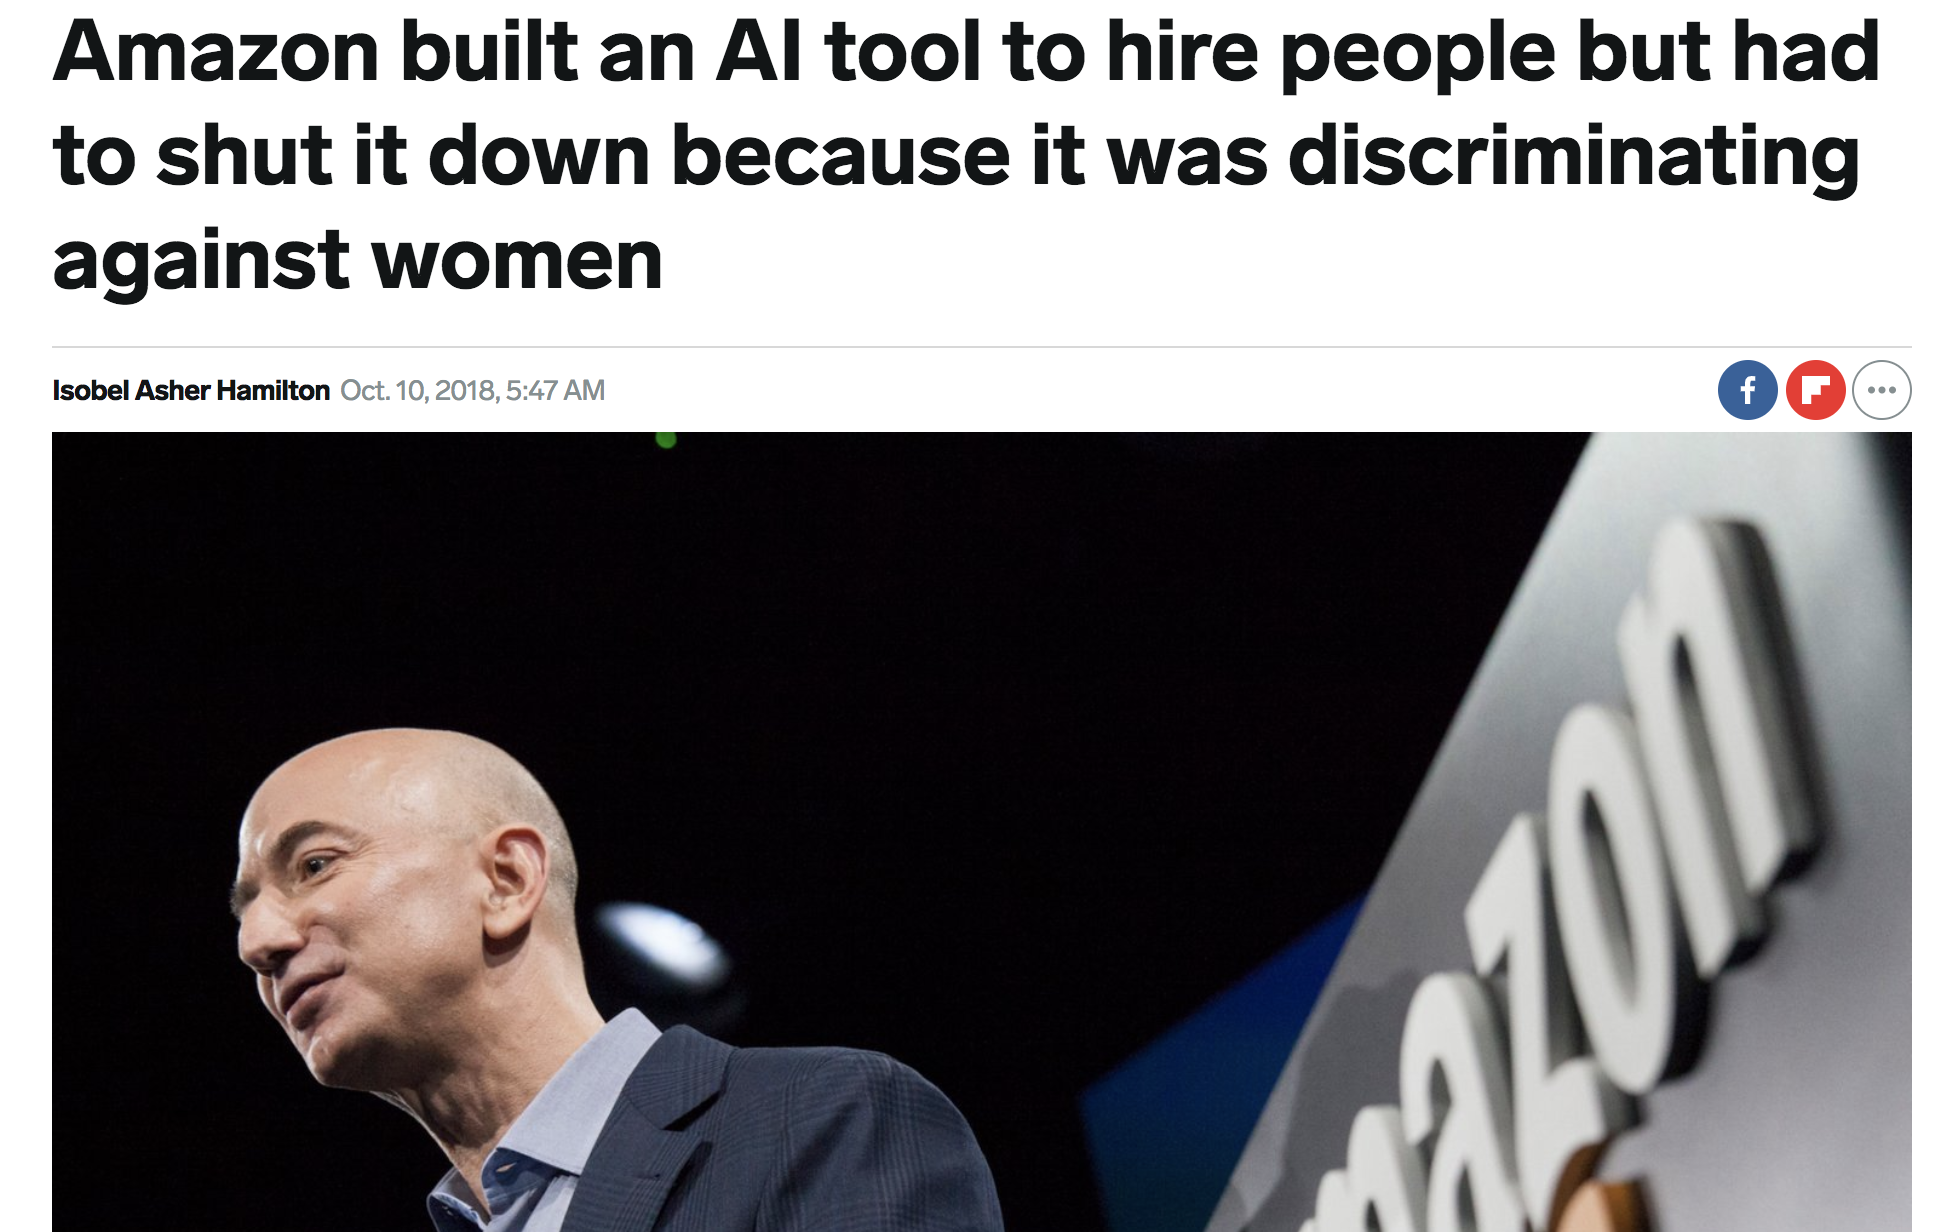 Amazon built an AI tool to hire people but had
to shut it down because it was discriminating
against women
Isobel Asher Hamilton Oct. 10, 2018, 5:47 AM
f
mazon